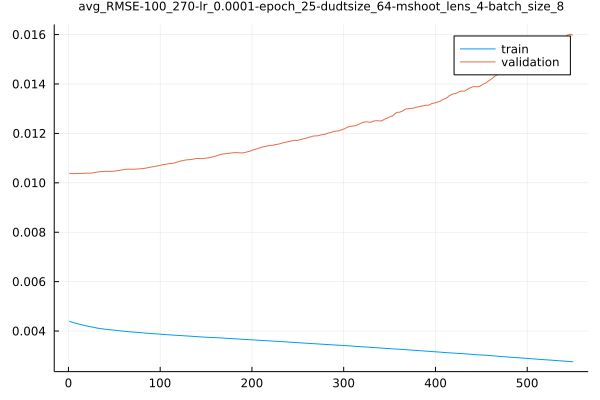 avg_RMSE-100_270-lr_0.0001-epoch_25-dudtsize_64-mshoot_lens_4-batch_size_8
0.016
train
validation
0.014
0.012
0.010
0.008
0.006
0.004
0 100 200 300 400 500